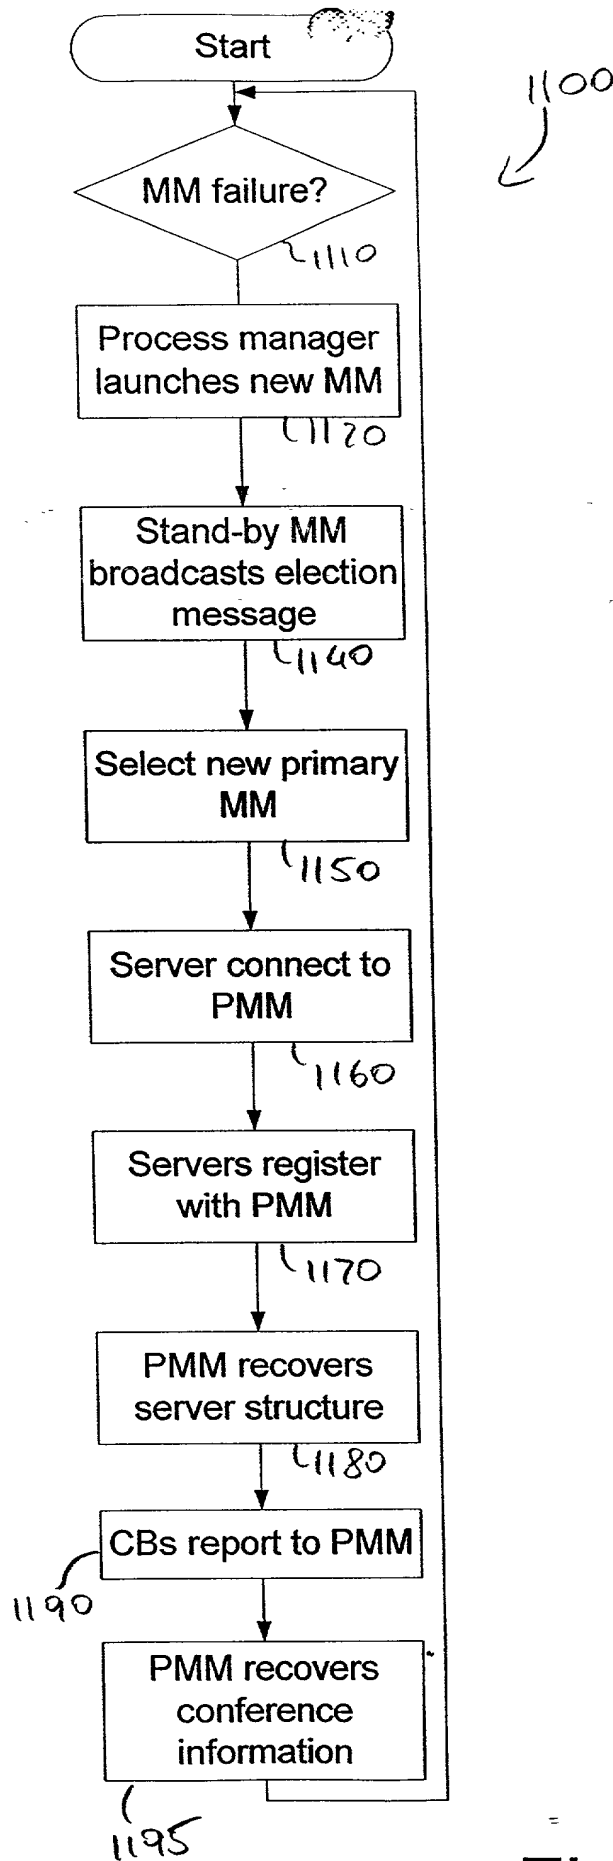 Start
1100
MM failure?
1110
Process manager
launches new MM
1120
Stand-by MM
broadcasts election
message
1140
Select new primary
MM
1150
Server connect to
PMM
1160
Servers register
with PMM
1170
PMM recovers
server structure
1180
CBs report to PMM
1190
PMM recovers
conference
information
1195